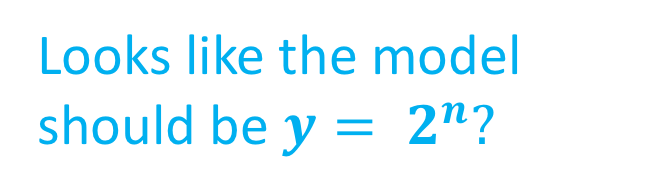 Looks like the model
should be y = 2ⁿ?